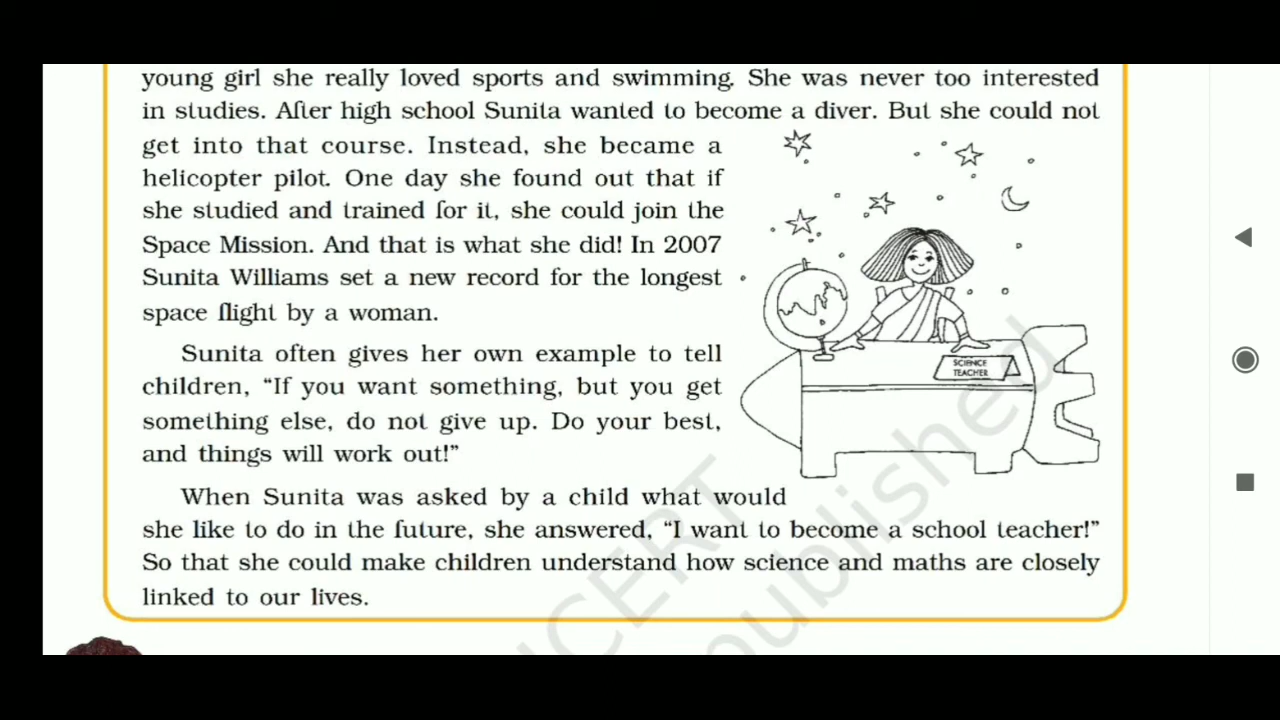 young girl she really loved sports and swimming. She was never too interested
in studies. After high school Sunita wanted to become a diver. But she could not
get into that course. Instead, she became a
helicopter pilot. One day she found out that if
she studied and trained for it, she could join the
Space Mission. And that is what she did! In 2007
Sunita Williams set a new record for the longest
space flight by a woman.
Sunita often gives her own example to tell
children, “If you want something, but you get
something else, do not give up. Do your best,
and things will work out!”
SCIENCE
TEACHER
When Sunita was asked by a child what would
she like to do in the future, she answered, “I want to become a school teacher!”
So that she could make children understand how science and maths are closely
linked to our lives.
NCERT
published